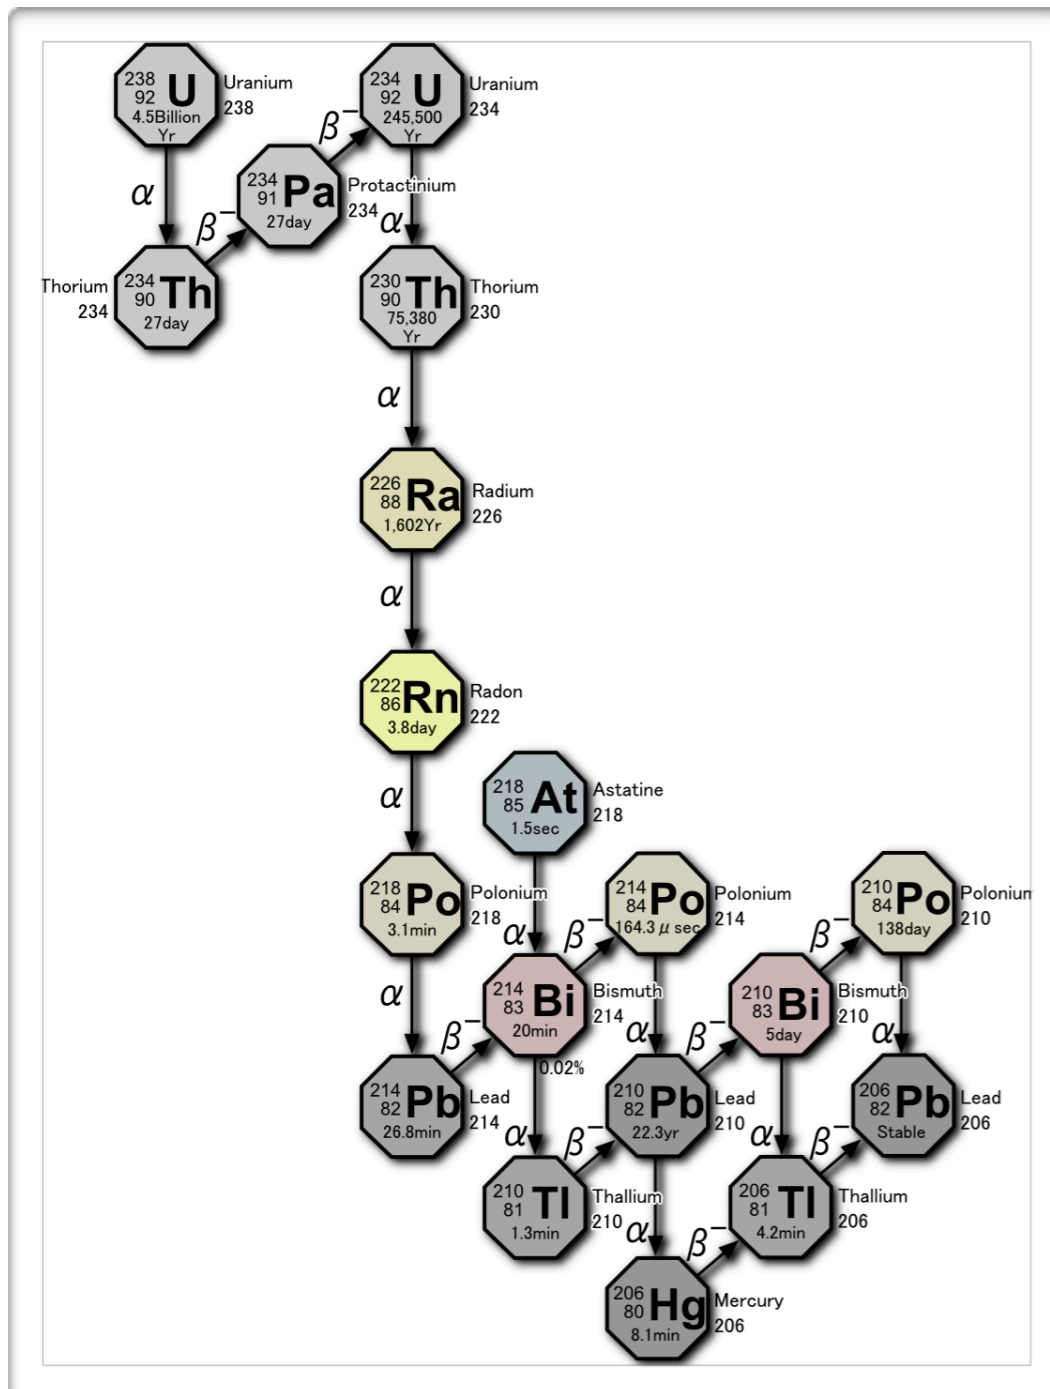 238
92
U
4.5Billion
Yr
Uranium
238
234
92
U
245,500
Yr
Uranium
234
β−
234
91
Pa
27day
Protactinium
234
α
β−
α
Thorium
234
234
90
Th
27day
230
90
Th
75,380
Yr
Thorium
230
α
226
88
Ra
1,602Yr
Radium
226
α
222
86
Rn
3.8day
Radon
222
α
218
85
At
1.5sec
Astatine
218
218
84
Po
3.1min
Polonium
218
α
β−
214
84
Po
164.3 μ sec
Polonium
214
β−
210
84
Po
138day
Polonium
210
α
214
83
Bi
20min
Bismuth
214
0.02%
β−
α
β−
210
83
Bi
5day
Bismuth
210
α
214
82
Pb
26.8min
Lead
214
α
β−
210
82
Pb
22.3yr
Lead
210
α
β−
206
82
Pb
Stable
Lead
206
210
81
Tl
1.3min
Thallium
210
α
β−
206
81
Tl
4.2min
Thallium
206
206
80
Hg
8.1min
Mercury
206